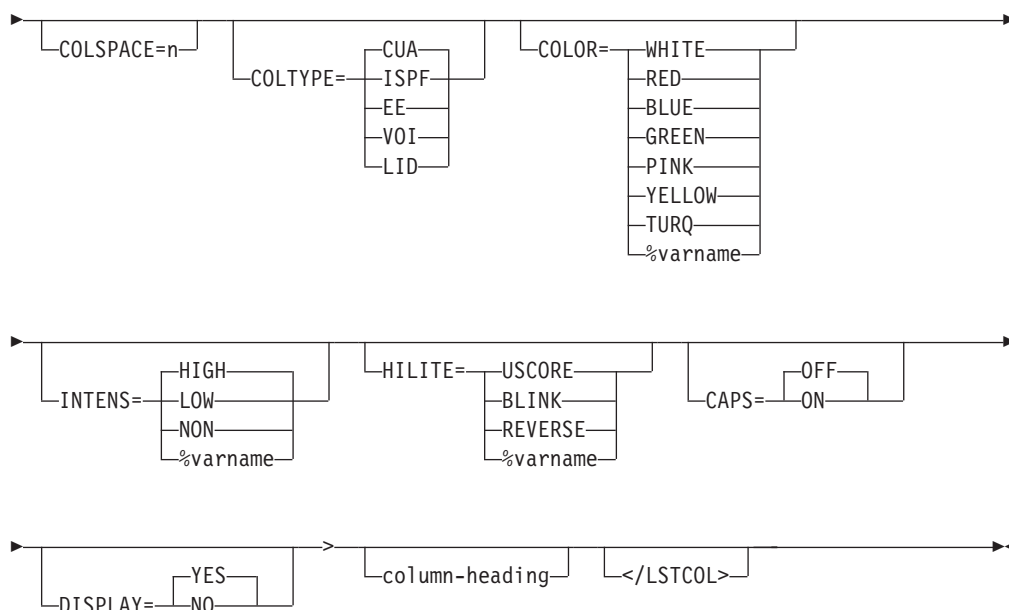 COLSPACE=n
COLTYPE=
CUA
ISPF
EE
VOI
LID
COLOR=
WHITE
RED
BLUE
GREEN
PINK
YELLOW
TURQ
%varname
INTENS=
HIGH
LOW
NON
%varname
HILITE=
USCORE
BLINK
REVERSE
%varname
CAPS=
OFF
ON
DISPLAY=
YES
NO
>
column-heading
</LSTCOL>